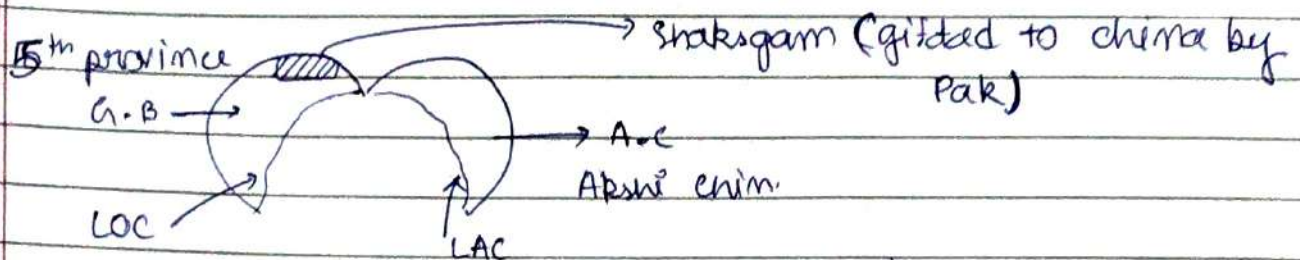 5th province
Shaksgam (gifted to china by
Pak)
G.B
A.C
Akshi chin.
LOC
LAC